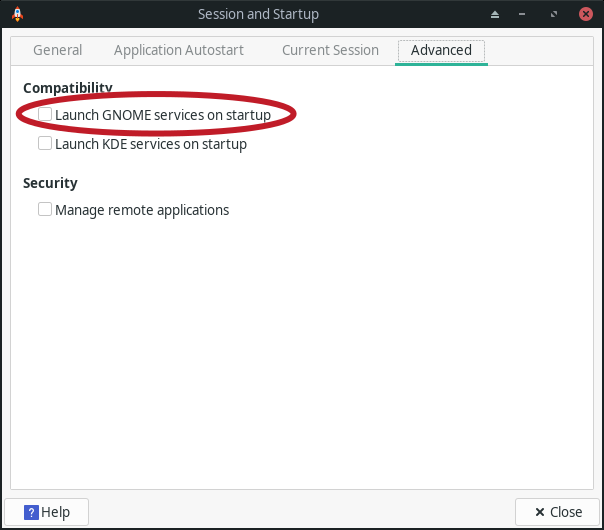 Session and Startup
General Application Autostart Current Session Advanced
Compatibility
Launch GNOME services on startup
Launch KDE services on startup
Security
Manage remote applications
? Help
Close